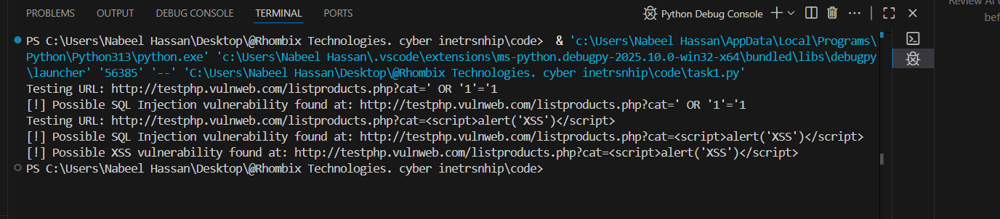 PROBLEMS OUTPUT DEBUG CONSOLE TERMINAL PORTS Python Debug Console
PS C:\Users\Nabeel Hassan\Desktop\@Rhombix Technologies. cyber inetrsnhip\code> & 'c:\Users\Nabeel Hassan\AppData\Local\Programs\
Python\Python313\python.exe' 'c:\Users\Nabeel Hassan\.vscode\extensions\ms-python.debugpy-2025.10.0-win32-x64\bundled\libs\debugpy
\launcher' '56385' '--' 'C:\Users\Nabeel Hassan\Desktop\@Rhombix Technologies. cyber inetrsnhip\code\task1.py'
Testing URL: http://testphp.vulnweb.com/listproducts.php?cat=' OR '1'='1
[!] Possible SQL Injection vulnerability found at: http://testphp.vulnweb.com/listproducts.php?cat=' OR '1'='1
Testing URL: http://testphp.vulnweb.com/listproducts.php?cat=<script>alert('XSS')</script>
[!] Possible SQL Injection vulnerability found at: http://testphp.vulnweb.com/listproducts.php?cat=<script>alert('XSS')</script>
[!] Possible XSS vulnerability found at: http://testphp.vulnweb.com/listproducts.php?cat=<script>alert('XSS')</script>
PS C:\Users\Nabeel Hassan\Desktop\@Rhombix Technologies. cyber inetrsnhip\code>
Review AI
bef